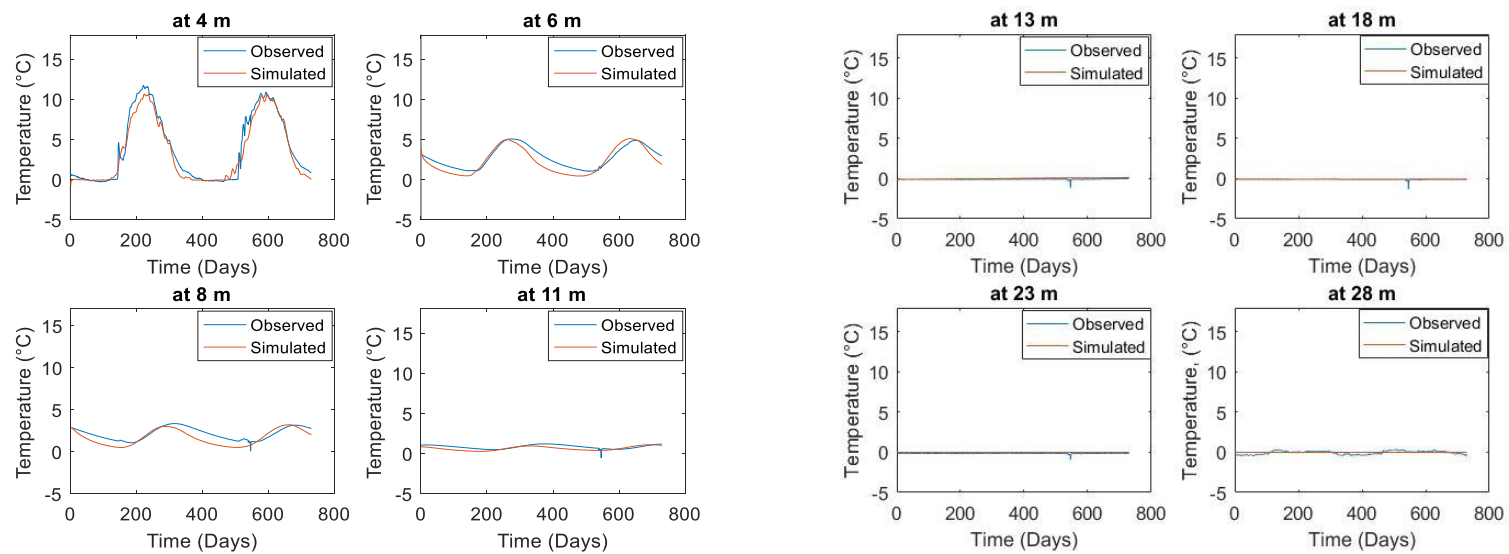 at 4 m
Observed
Simulated
Temperature (°C)
15
10
5
0
-5
0 200 400 600 800
Time (Days)
at 6 m
Observed
Simulated
Temperature (°C)
15
10
5
0
-5
0 200 400 600 800
Time (Days)
at 13 m
Observed
Simulated
Temperature (°C)
15
10
5
0
-5
0 200 400 600 800
Time (Days)
at 18 m
Observed
Simulated
Temperature (°C)
15
10
5
0
-5
0 200 400 600 800
Time (Days)
at 8 m
Observed
Simulated
Temperature (°C)
15
10
5
0
-5
0 200 400 600 800
Time (Days)
at 11 m
Observed
Simulated
Temperature (°C)
15
10
5
0
-5
0 200 400 600 800
Time (Days)
at 23 m
Observed
Simulated
Temperature (°C)
15
10
5
0
-5
0 200 400 600 800
Time (Days)
at 28 m
Observed
Simulated
Temperature, (°C)
15
10
5
0
-5
0 200 400 600 800
Time (Days)